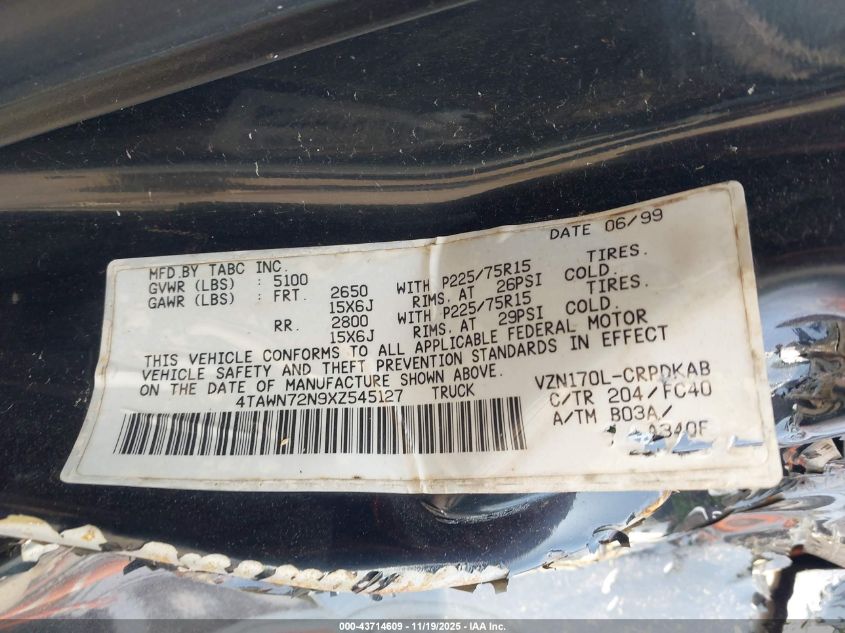 DATE 06/99
MFD.BY TABC INC.
GVWR (LBS) : 5100
GAWR (LBS) : FRT. 2650 WITH P225/75R15 TIRES.
15X6J RIMS. AT 26PSI COLD.
RR. 2800 WITH P225/75R15 TIRES.
15X6J RIMS. AT 29PSI COLD.
THIS VEHICLE CONFORMS TO ALL APPLICABLE FEDERAL MOTOR
VEHICLE SAFETY AND THEFT PREVENTION STANDARDS IN EFFECT
ON THE DATE OF MANUFACTURE SHOWN ABOVE.
4TAWN72N9XZ545127 TRUCK
VZN170L-CRPDKAB
C/TR 204/FC40
A/TM B03A/
A340F
000-43714609 - 11/19/2025 - IAA Inc.